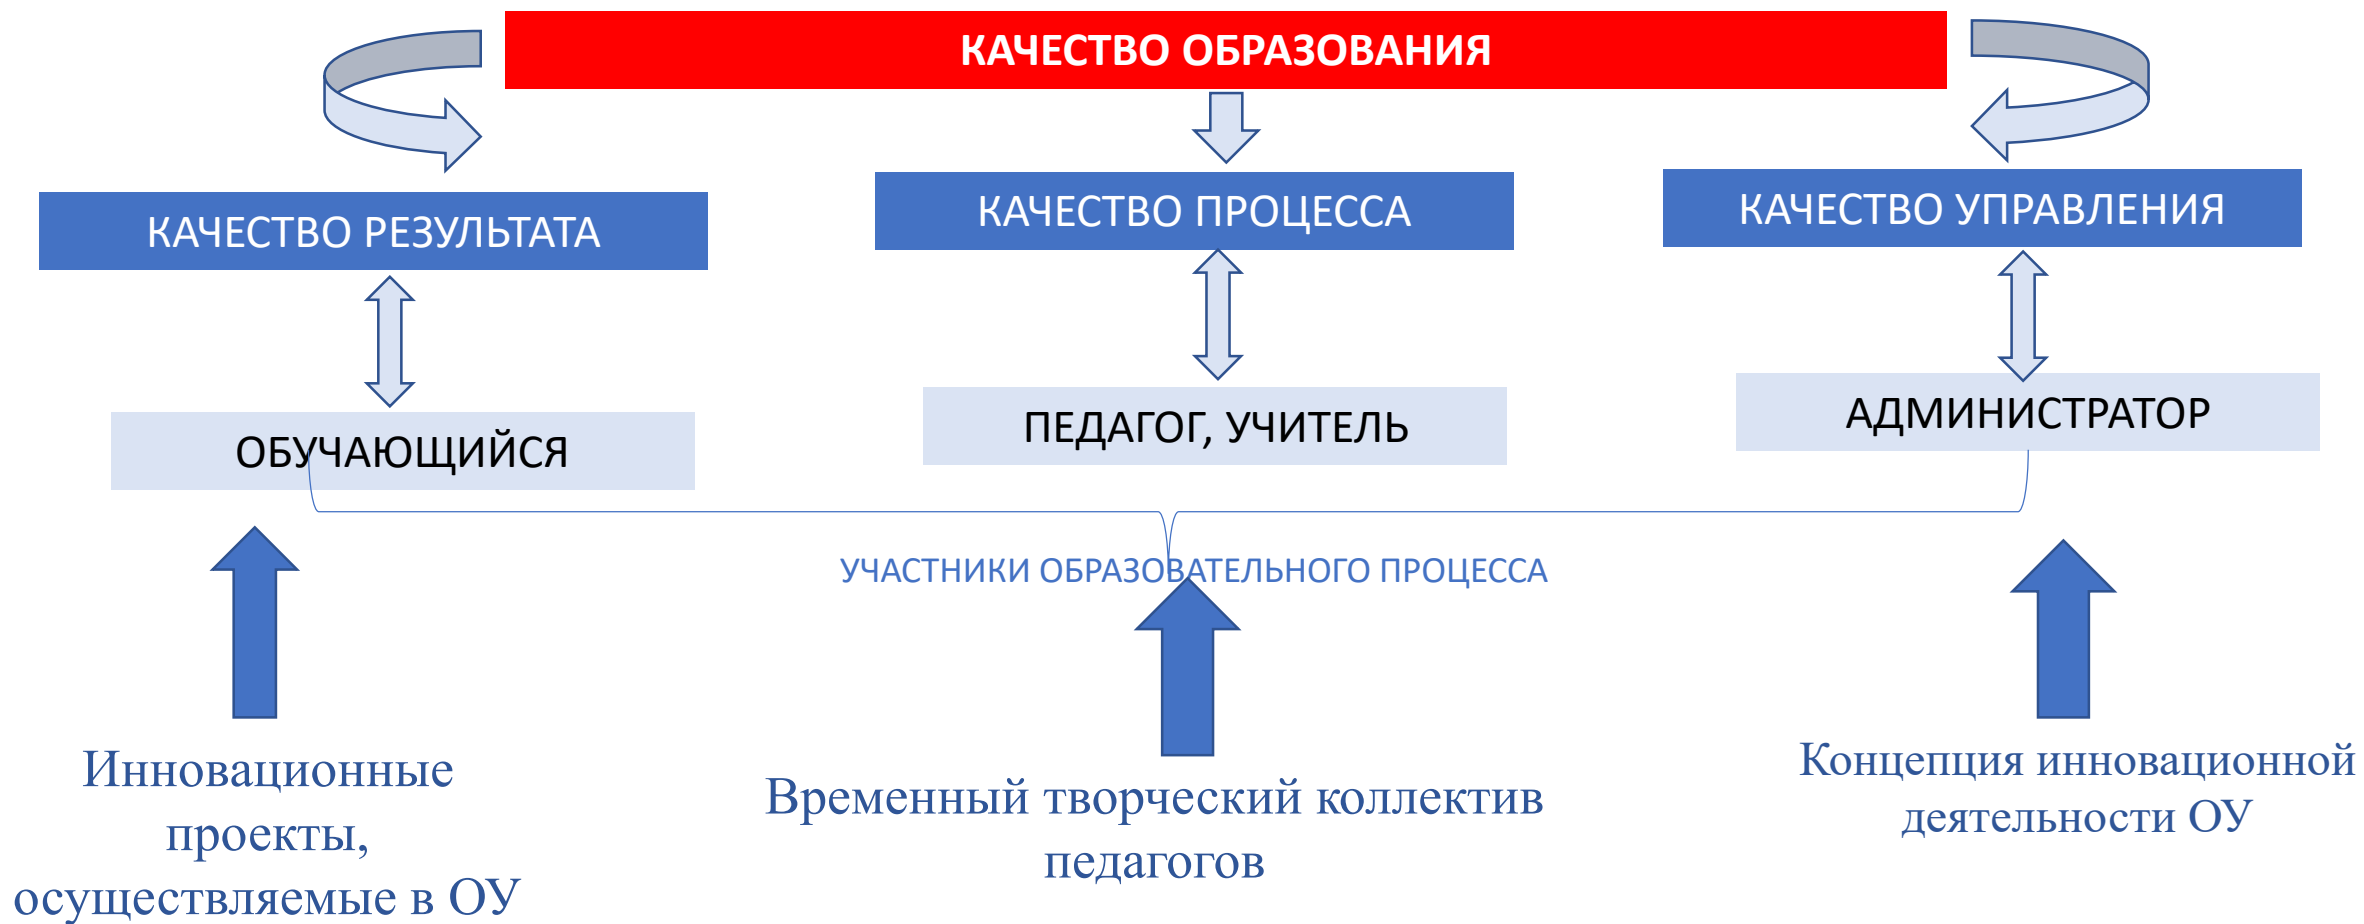 КАЧЕСТВО ОБРАЗОВАНИЯ
КАЧЕСТВО РЕЗУЛЬТАТА
КАЧЕСТВО ПРОЦЕССА
КАЧЕСТВО УПРАВЛЕНИЯ
ОБУЧАЮЩИЙСЯ
ПЕДАГОГ, УЧИТЕЛЬ
АДМИНИСТРАТОР
УЧАСТНИКИ ОБРАЗОВАТЕЛЬНОГО ПРОЦЕССА
Инновационные
проекты,
осуществляемые в ОУ
Временный творческий коллектив
педагогов
Концепция инновационной
деятельности ОУ